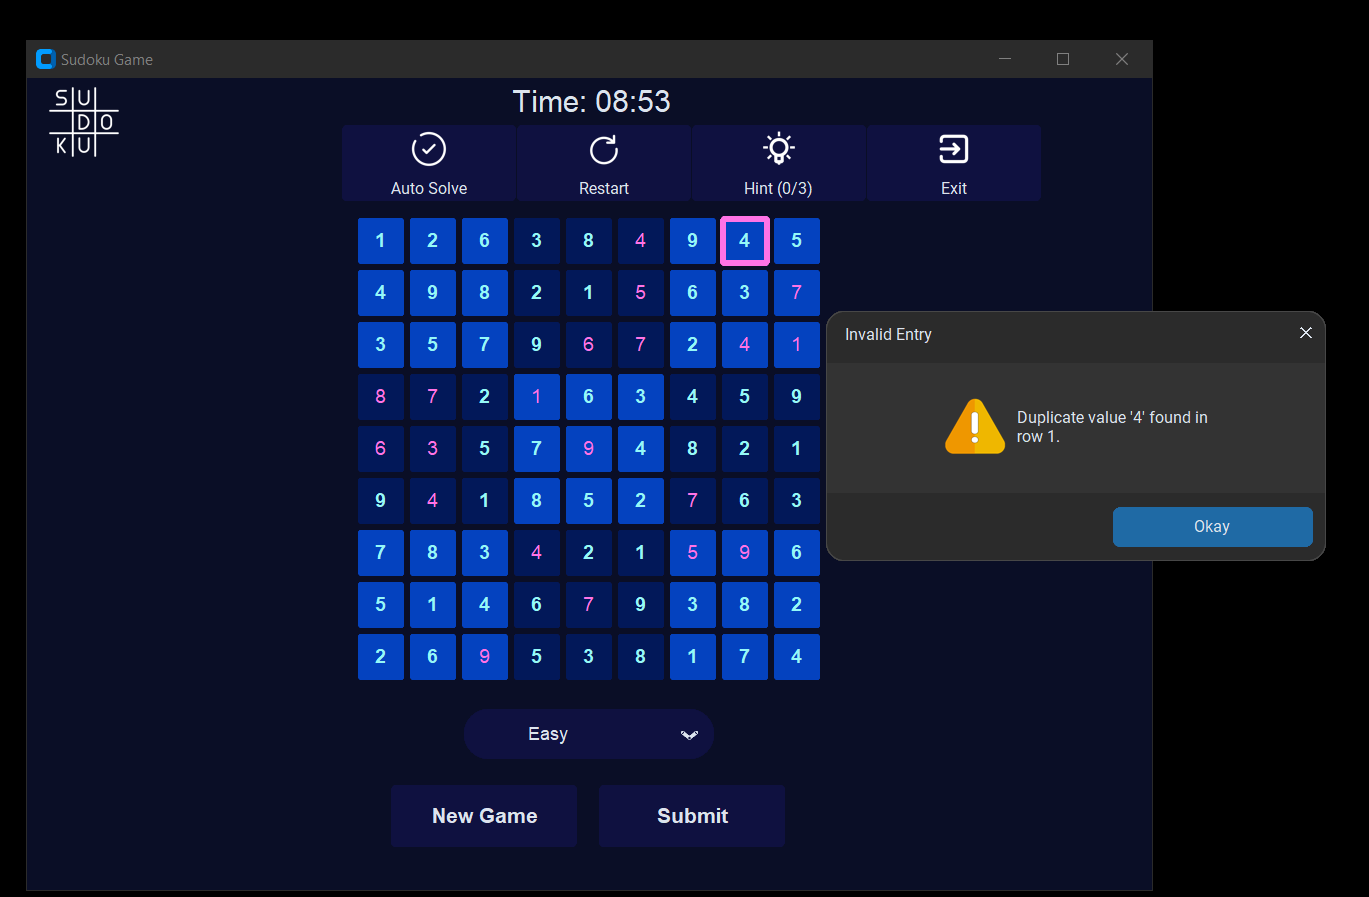 Sudoku Game
SU
DO
KU
Time: 08:53
Auto Solve
Restart
Hint (0/3)
Exit
1 2 6 3 8 4 9 4 5
4 9 8 2 1 5 6 3 7
3 5 7 9 6 7 2 4 1
8 7 2 1 6 3 4 5 9
6 3 5 7 9 4 8 2 1
9 4 1 8 5 2 7 6 3
7 8 3 4 2 1 5 9 6
5 1 4 6 7 9 3 8 2
2 6 9 5 3 8 1 7 4
Invalid Entry
Duplicate value '4' found in
row 1.
Okay
Easy
New Game
Submit